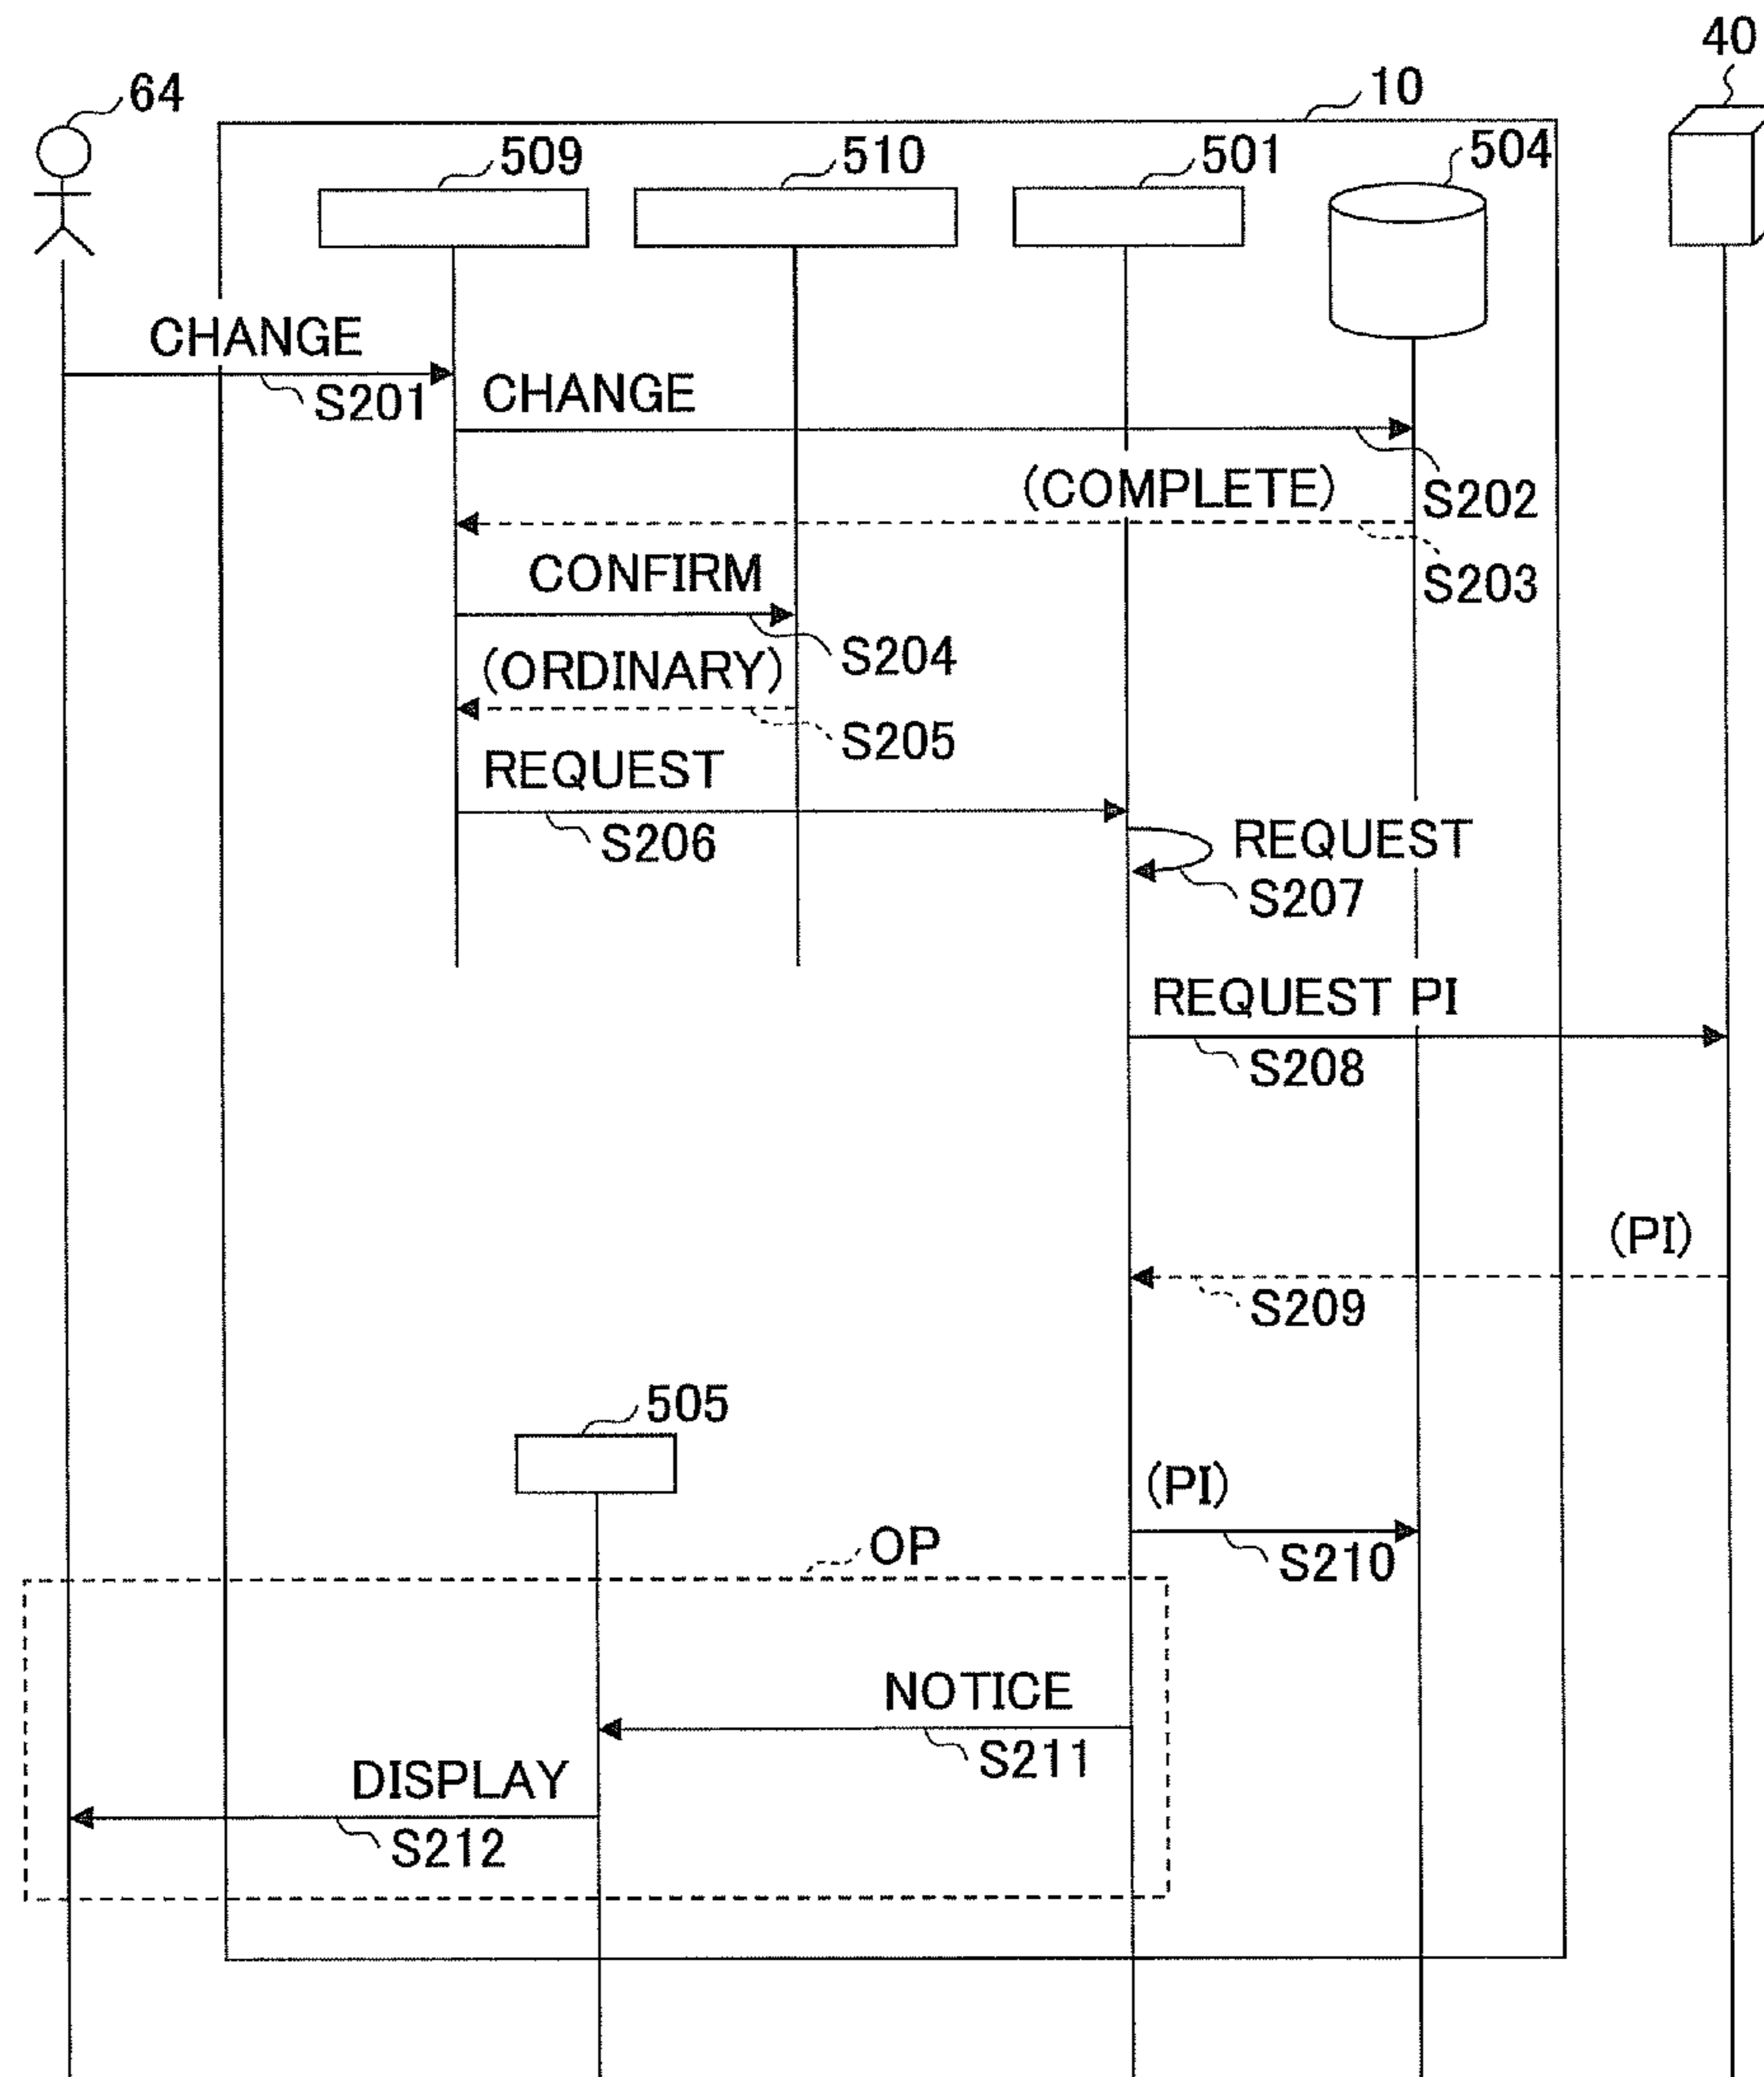 40
64
10
509
510
501
504
CHANGE
S201
CHANGE
S202
(COMPLETE)
S203
CONFIRM
S204
(ORDINARY)
S205
REQUEST
S206
REQUEST
S207
REQUEST PI
S208
(PI)
S209
505
(PI)
S210
OP
NOTICE
S211
DISPLAY
S212